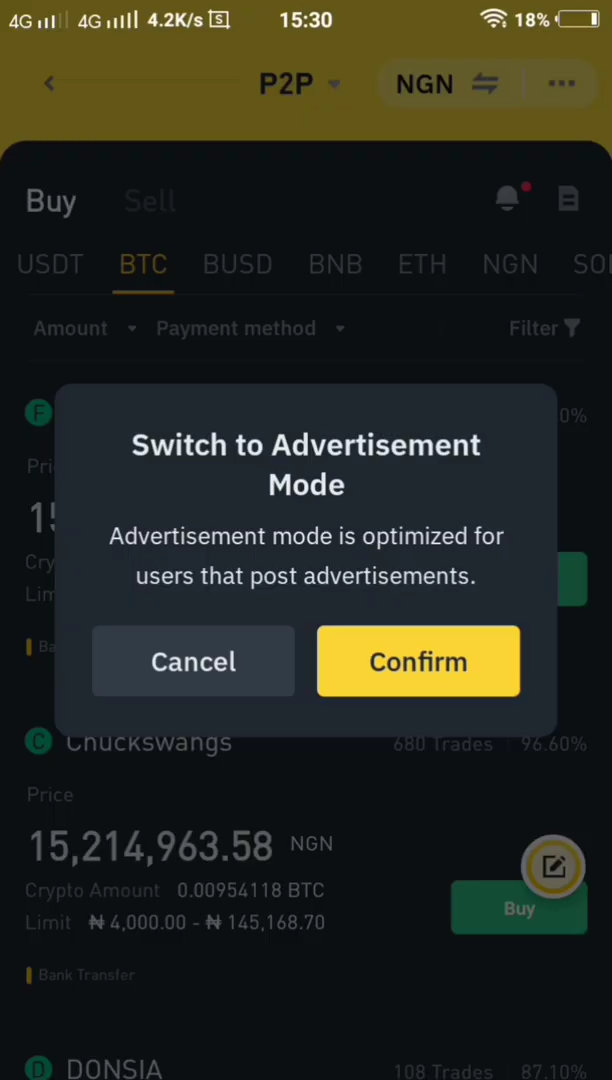 4G 4G 4.2K/s S 15:30 18%
P2P NGN
Buy Sell
USDT BTC BUSD BNB ETH NGN
Amount Payment method Filter
F 0%
Switch to Advertisement
Mode
Advertisement mode is optimized for
users that post advertisements.
Cancel Confirm
C Chuckswangs 680 Trades 96.60%
Price
15,214,963.58 NGN
Crypto Amount 0.00954118 BTC
Limit ₦ 4,000.00 - ₦ 145,168.70
Buy
Bank Transfer
D DONSIA 108 Trades 87.10%